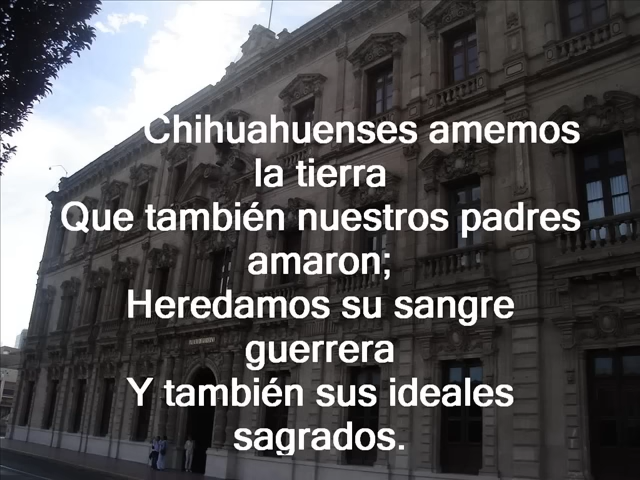 Chihuahuenses amemos
la tierra
Que también nuestros padres
amaron;
Heredamos su sangre
guerrera
Y también sus ideales
sagrados.